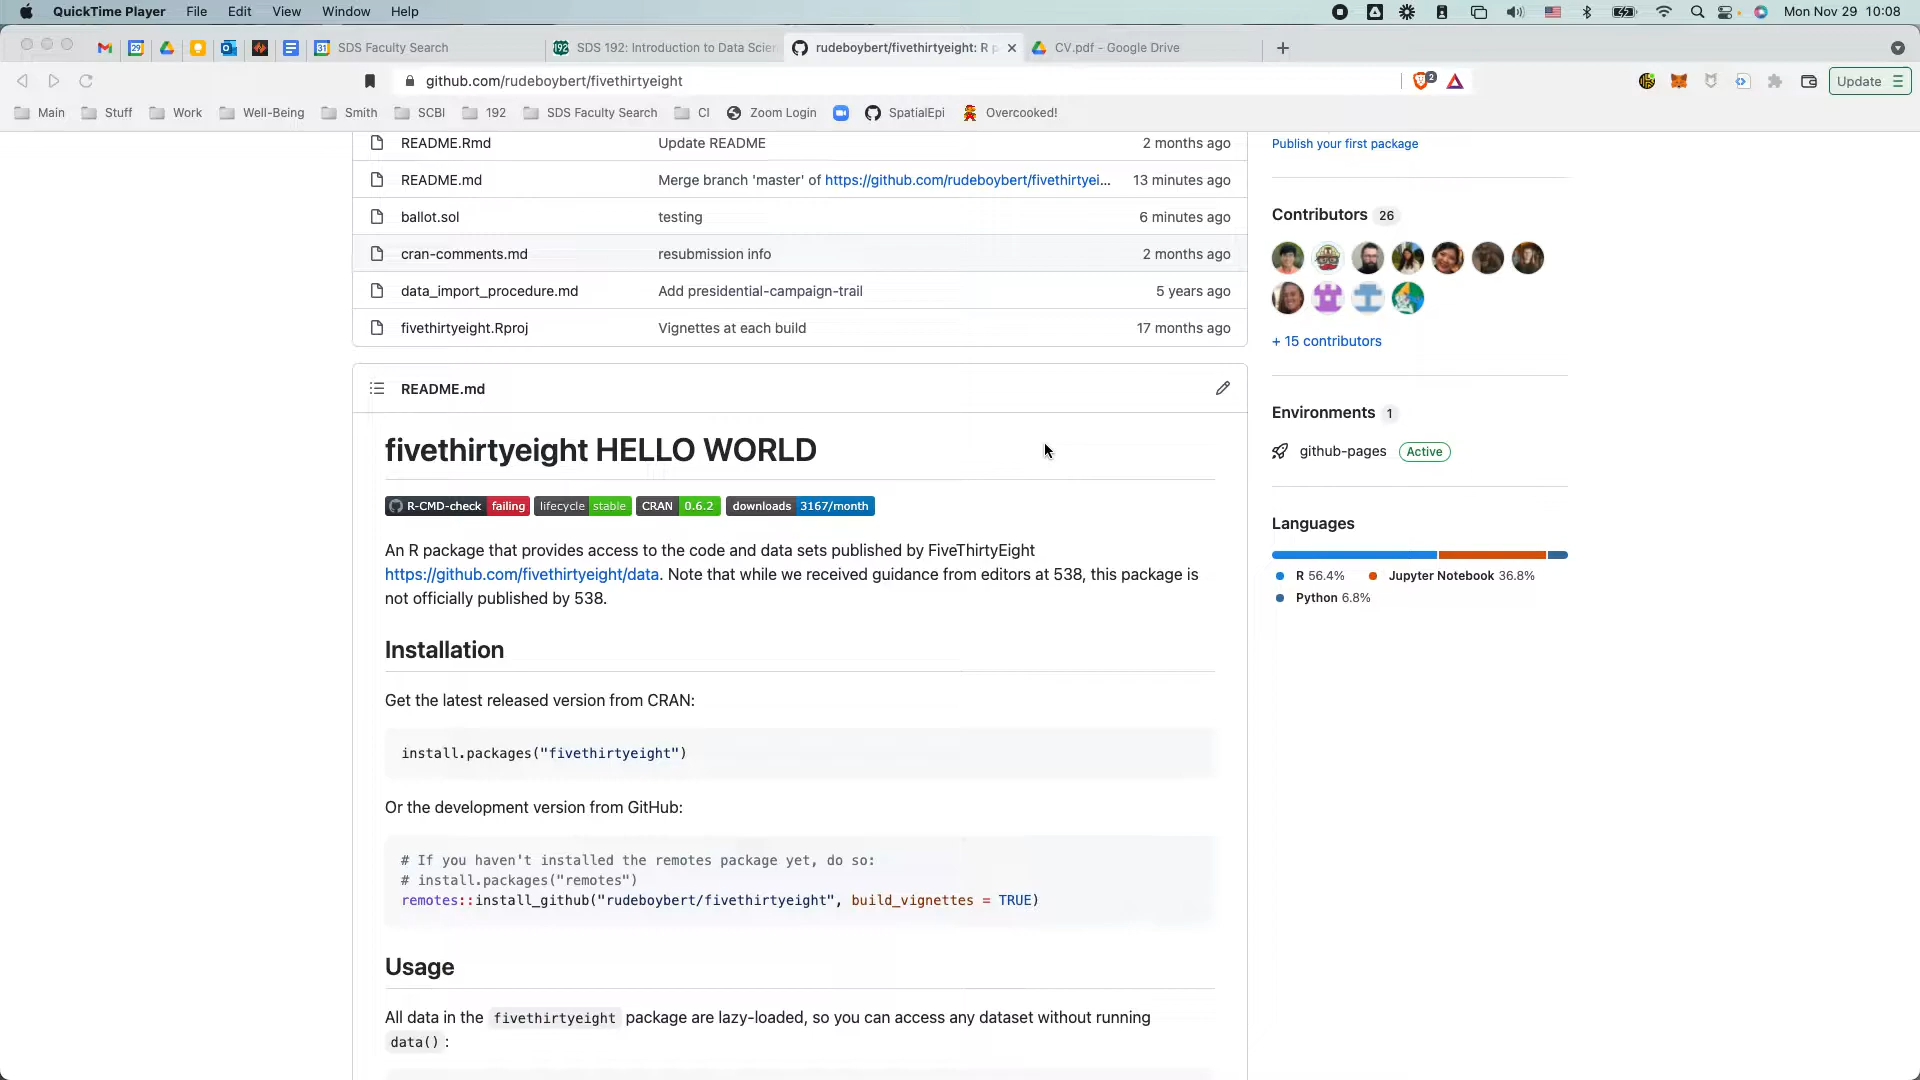 QuickTime Player File Edit View Window Help Mon Nov 29 10:08
SDS Faculty Search SDS 192: Introduction to Data Scien rudeboybert/fivethirtyeight: R p CV.pdf - Google Drive
github.com/rudeboybert/fivethirtyeight 2 Update
Main Stuff Work Well-Being Smith SCBI 192 SDS Faculty Search CI Zoom Login SpatialEpi Overcooked!
README.Rmd Update README 2 months ago
README.md Merge branch 'master' of https://github.com/rudeboybert/fivethirtyei... 13 minutes ago
ballot.sol testing 6 minutes ago
cran-comments.md resubmission info 2 months ago
data_import_procedure.md Add presidential-campaign-trail 5 years ago
fivethirtyeight.Rproj Vignettes at each build 17 months ago
README.md
fivethirtyeight HELLO WORLD
R-CMD-check failing lifecycle stable CRAN 0.6.2 downloads 3167/month
An R package that provides access to the code and data sets published by FiveThirtyEight
https://github.com/fivethirtyeight/data. Note that while we received guidance from editors at 538, this package is
not officially published by 538.
Installation
Get the latest released version from CRAN:
install.packages("fivethirtyeight")
Or the development version from GitHub:
# If you haven't installed the remotes package yet, do so:
# install.packages("remotes")
remotes::install_github("rudeboybert/fivethirtyeight", build_vignettes = TRUE)
Usage
All data in the fivethirtyeight package are lazy-loaded, so you can access any dataset without running
data() :
Publish your first package
Contributors 26
+ 15 contributors
Environments 1
github-pages Active
Languages
R 56.4% Jupyter Notebook 36.8%
Python 6.8%